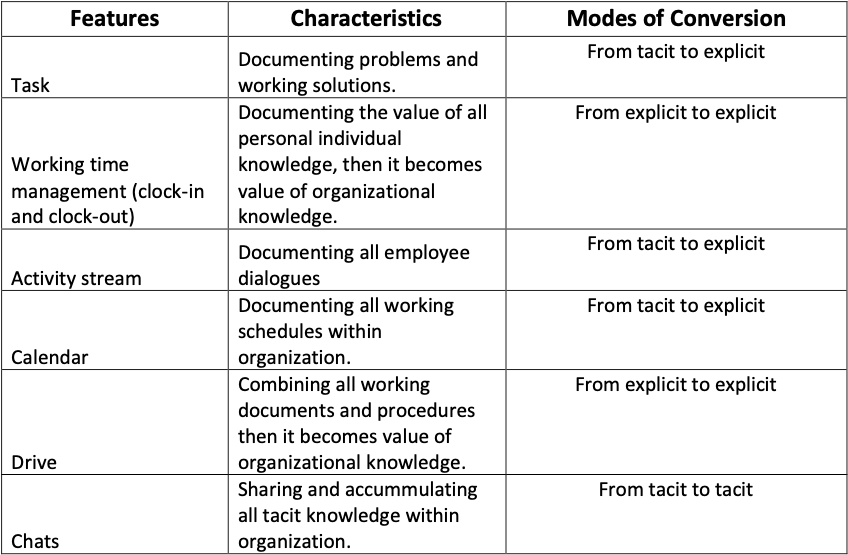 Features
Characteristics
Modes of Conversion
Task
Documenting problems and
working solutions.
From tacit to explicit
Working time
management (clock-in
and clock-out)
Documenting the value of all
personal individual
knowledge, then it becomes
value of organizational
knowledge.
From explicit to explicit
Activity stream
Documenting all employee
dialogues
From tacit to explicit
Calendar
Documenting all working
schedules within
organization.
From tacit to explicit
Drive
Combining all working
documents and procedures
then it becomes value of
organizational knowledge.
From explicit to explicit
Chats
Sharing and accummulating
all tacit knowledge within
organization.
From tacit to tacit